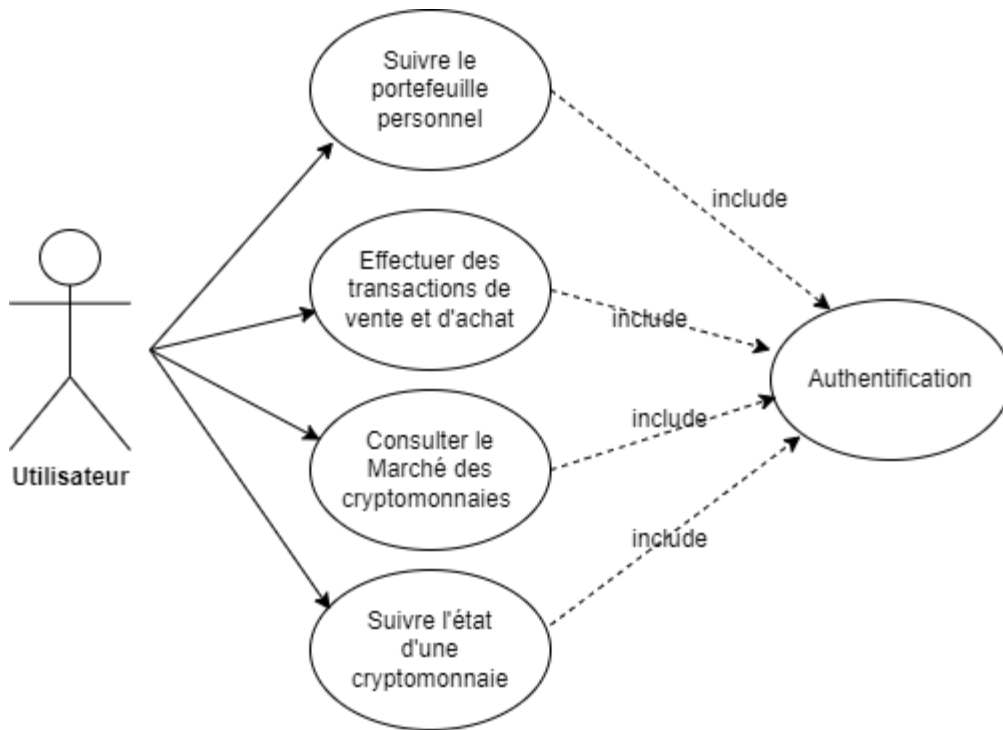 Suivre le
portefeuille
personnel
include
Effectuer des
transactions de
vente et d'achat
include
Authentification
Consulter le
Marché des
cryptomonnaies
include
Utilisateur
include
Suivre l'état
d'une
cryptomonnaie